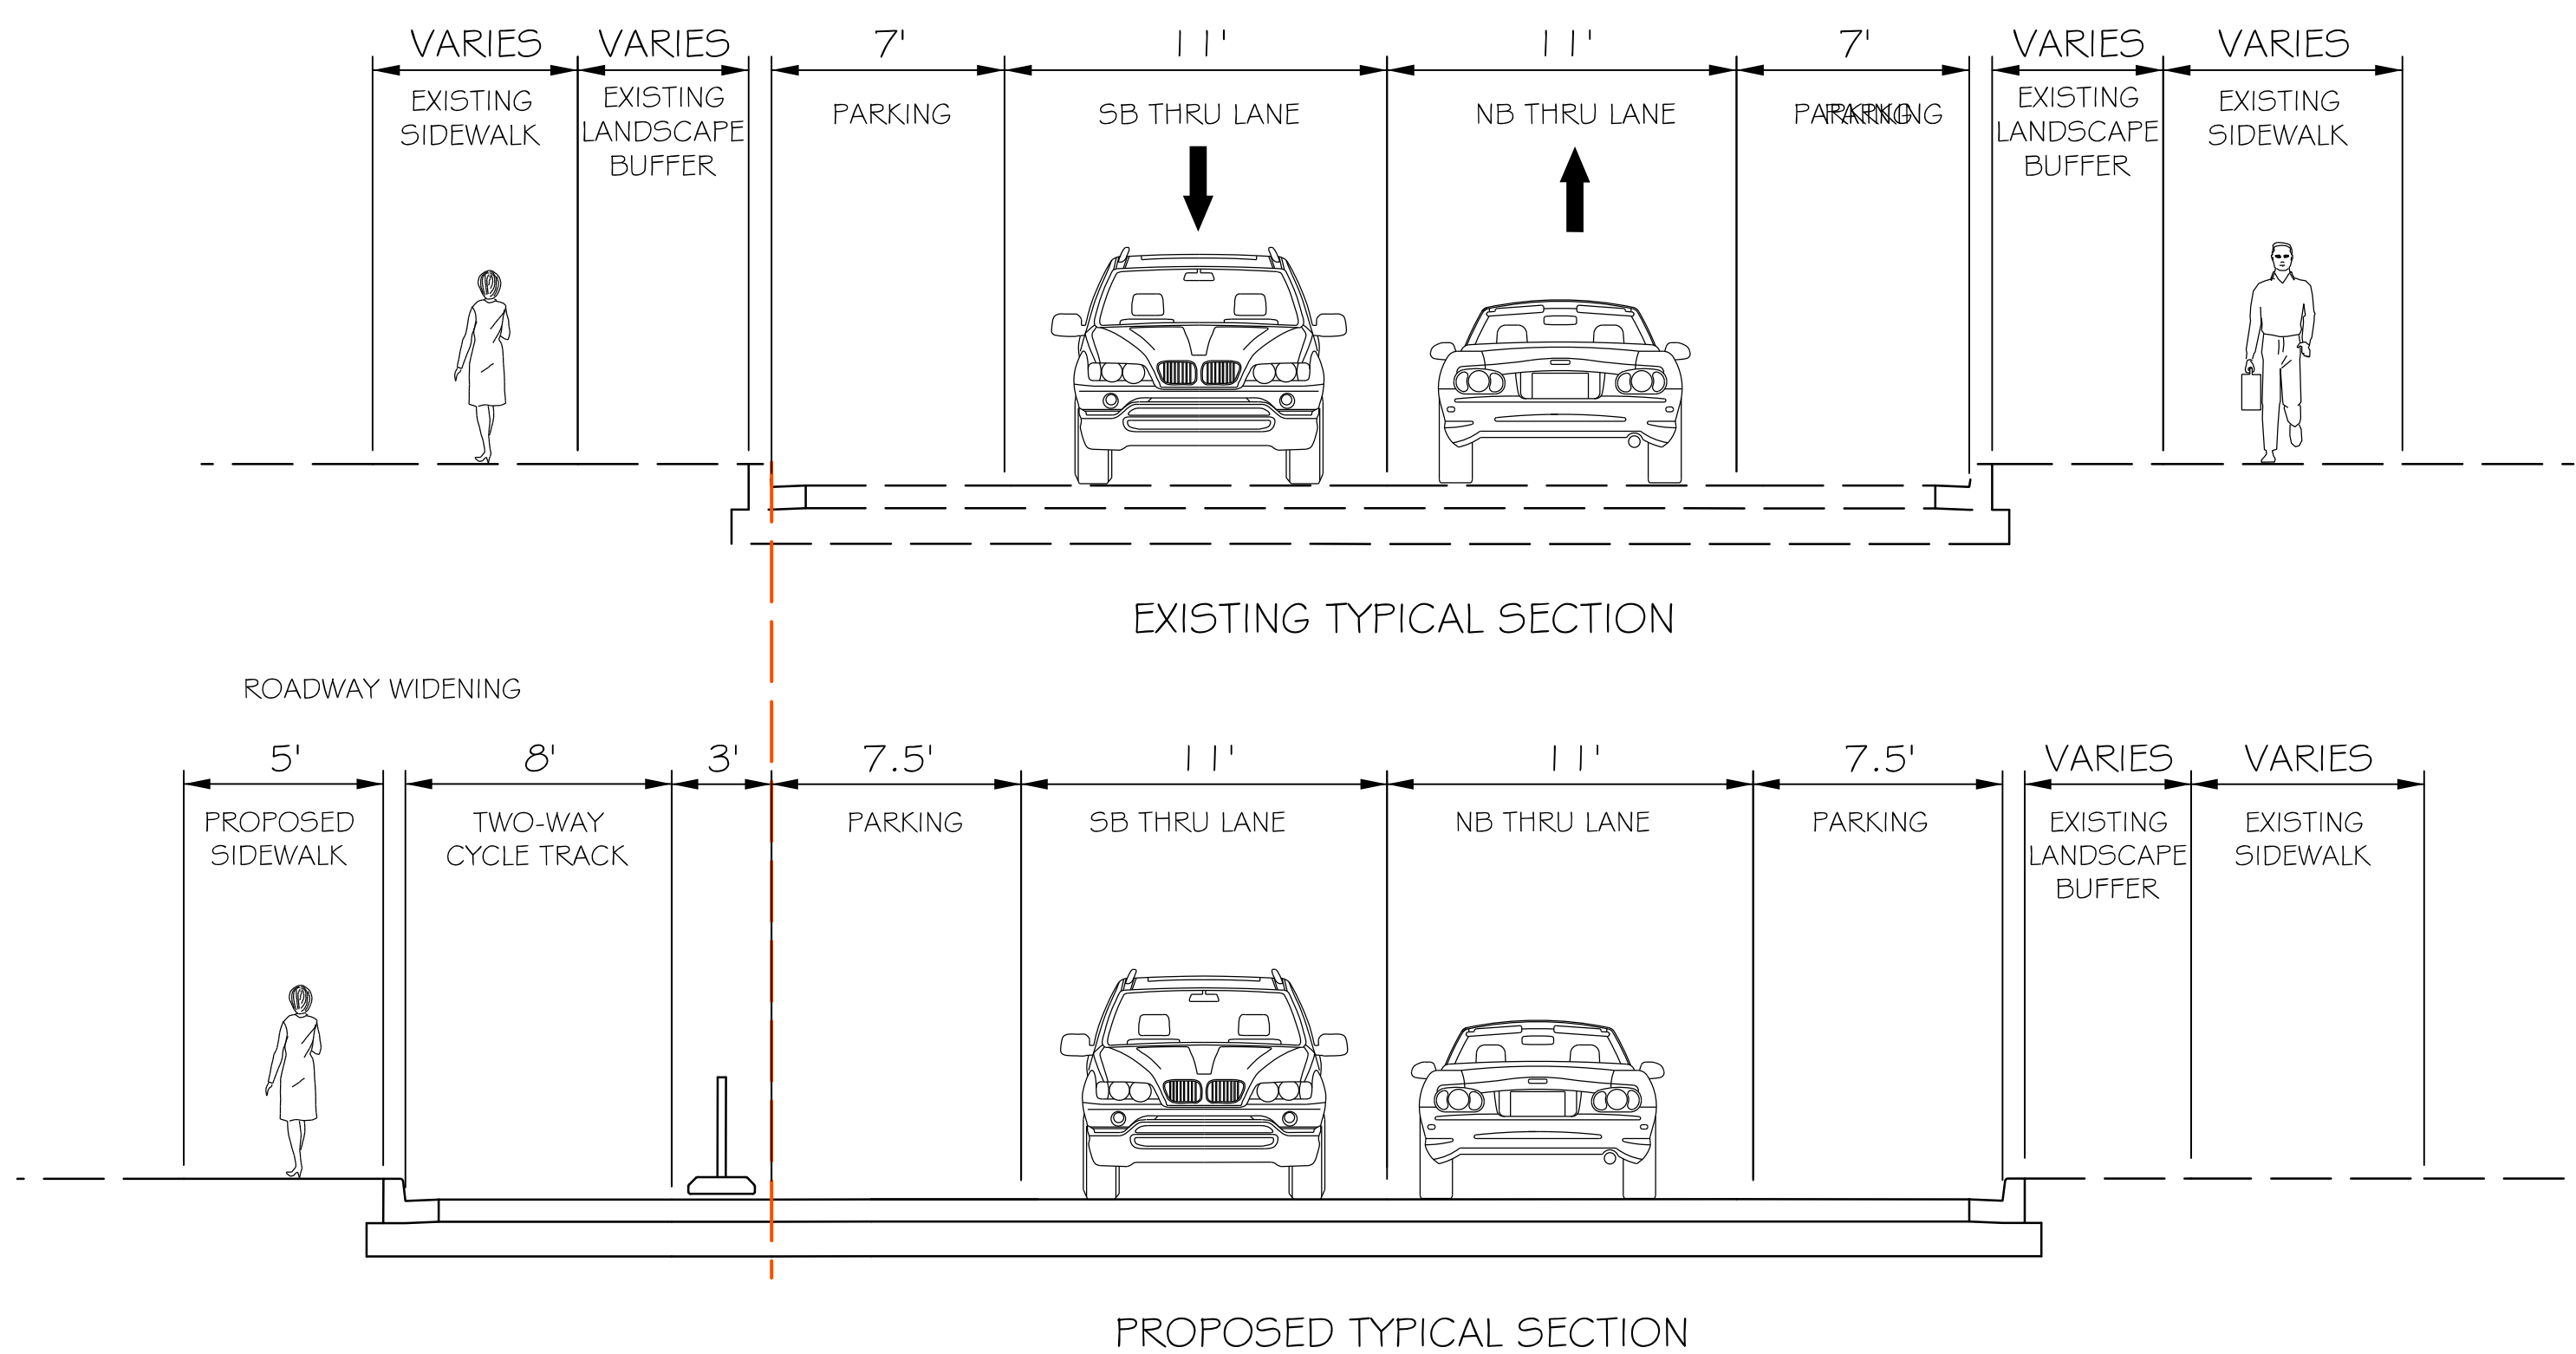 VARIES VARIES 7' 11' 11' 7' VARIES VARIES
EXISTING
SIDEWALK
EXISTING
LANDSCAPE
BUFFER
PARKING
SB THRU LANE
NB THRU LANE
PARKING
PARKING
EXISTING
LANDSCAPE
BUFFER
EXISTING
SIDEWALK
EXISTING TYPICAL SECTION
ROADWAY WIDENING
5' 8' 3' 7.5' 11' 11' 7.5' VARIES VARIES
PROPOSED
SIDEWALK
TWO-WAY
CYCLE TRACK
PARKING
SB THRU LANE
NB THRU LANE
PARKING
EXISTING
LANDSCAPE
BUFFER
EXISTING
SIDEWALK
PROPOSED TYPICAL SECTION